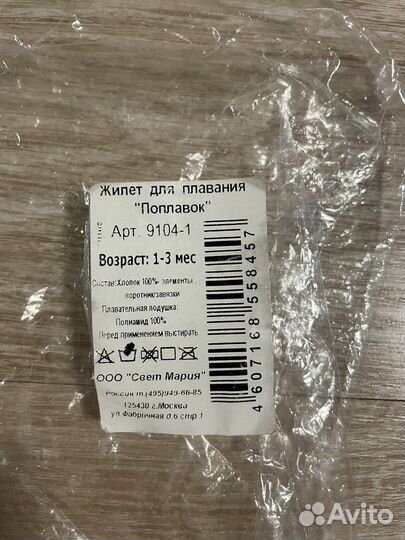 Жилет для плавания
"Поплавок"
Арт. 9104-1
Возраст: 1-3 мес
Состав:Хлопок 100%- элементы
воротник/завязки
Плавательная подушка:
Полиамид 100%
Перед применением выстирать
ООО "Свет Мария"
Россия т (495)949-66-85
125430 г.Москва
ул Фабричная д 6 стр 1
4607168558457
Avito